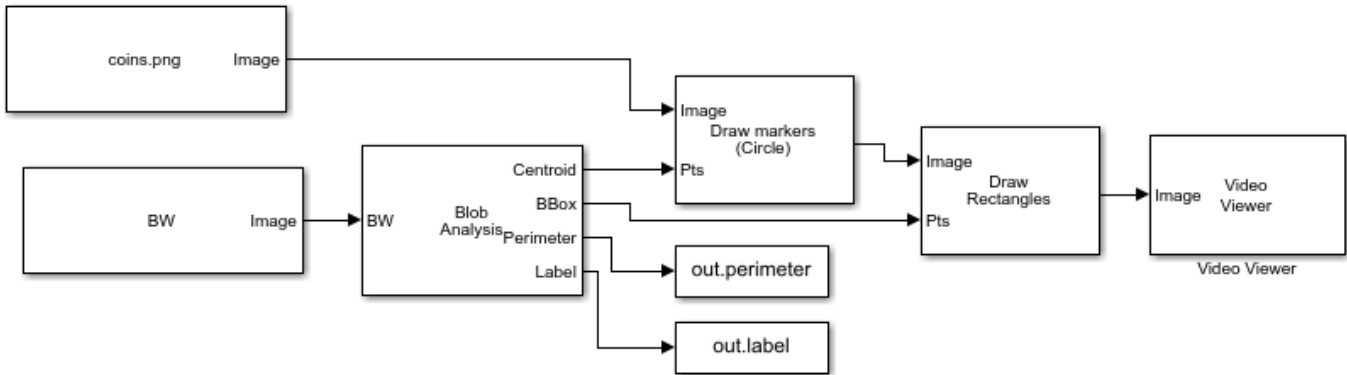 coins.png
Image
Image
Draw markers
(Circle)
Pts
BW
Image
BW
Blob
Analysis
Centroid
BBox
Perimeter
Label
Image
Draw
Rectangles
Pts
Image
Video
Viewer
Video Viewer
out.perimeter
out.label